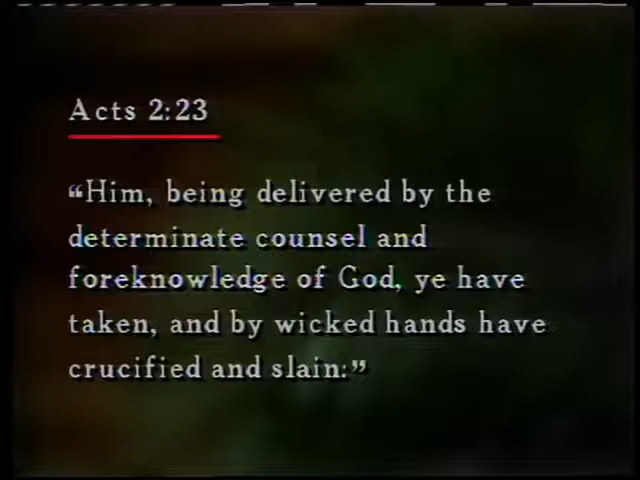 Acts 2:23
“Him, being delivered by the
determinate counsel and
foreknowledge of God, ye have
taken, and by wicked hands have
crucified and slain:”